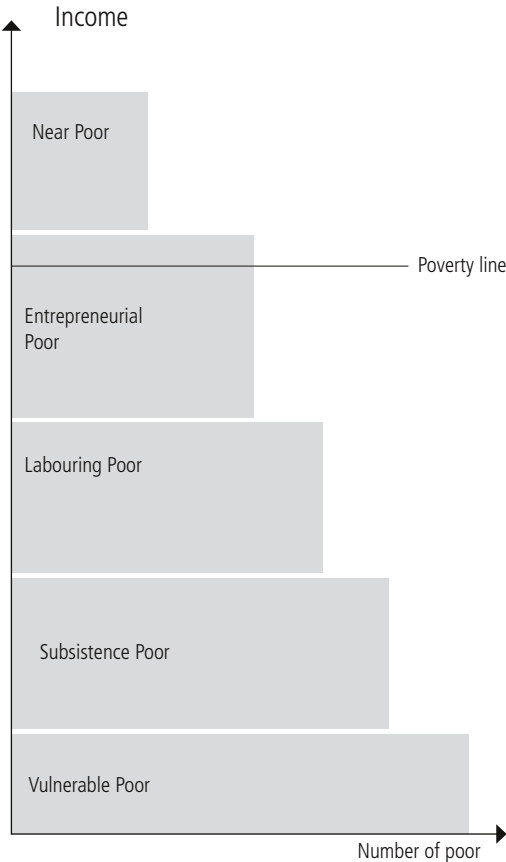 Income
Near Poor
Poverty line
Entrepreneurial
Poor
Labouring Poor
Subsistence Poor
Vulnerable Poor
Number of poor